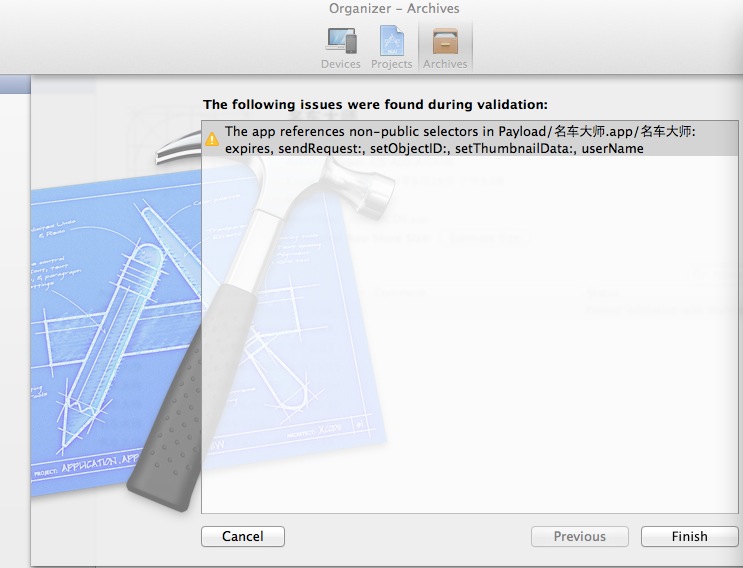 Organizer - Archives
Devices Projects Archives
The following issues were found during validation:
The app references non-public selectors in Payload/名车大师.app/名车大师:
expires, sendRequest:, setObjectID:, setThumbnailData:, userName
PROJECT: APPLICATION.APP
XCODE
Cancel Previous Finish